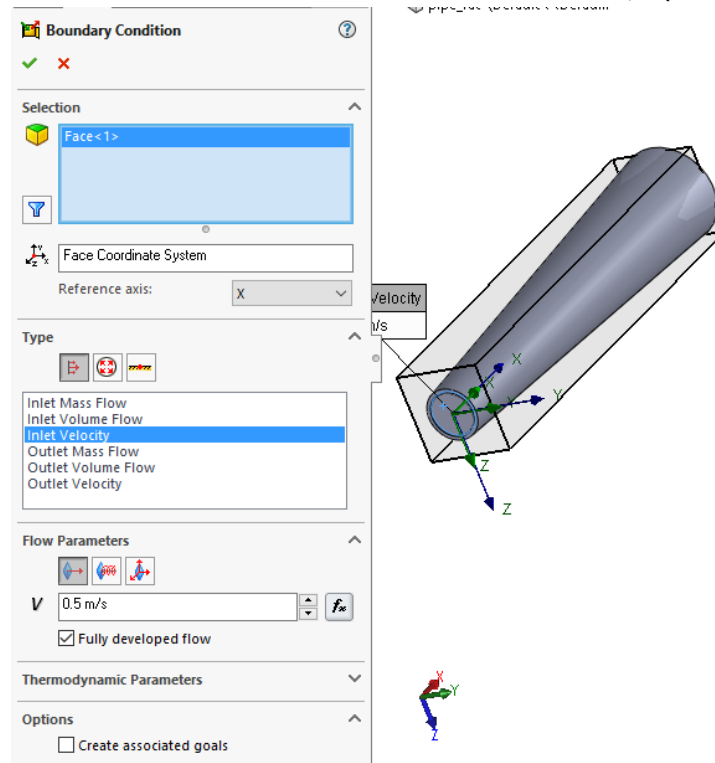 Boundary Condition
Selection
Face<1>
Face Coordinate System
Reference axis:
X
Type
Inlet Mass Flow
Inlet Volume Flow
Inlet Velocity
Outlet Mass Flow
Outlet Volume Flow
Outlet Velocity
Flow Parameters
V 0.5 m/s
Fully developed flow
Thermodynamic Parameters
Options
Create associated goals
Velocity
X
X
Y
Y
Z
Z
X
Y
Z